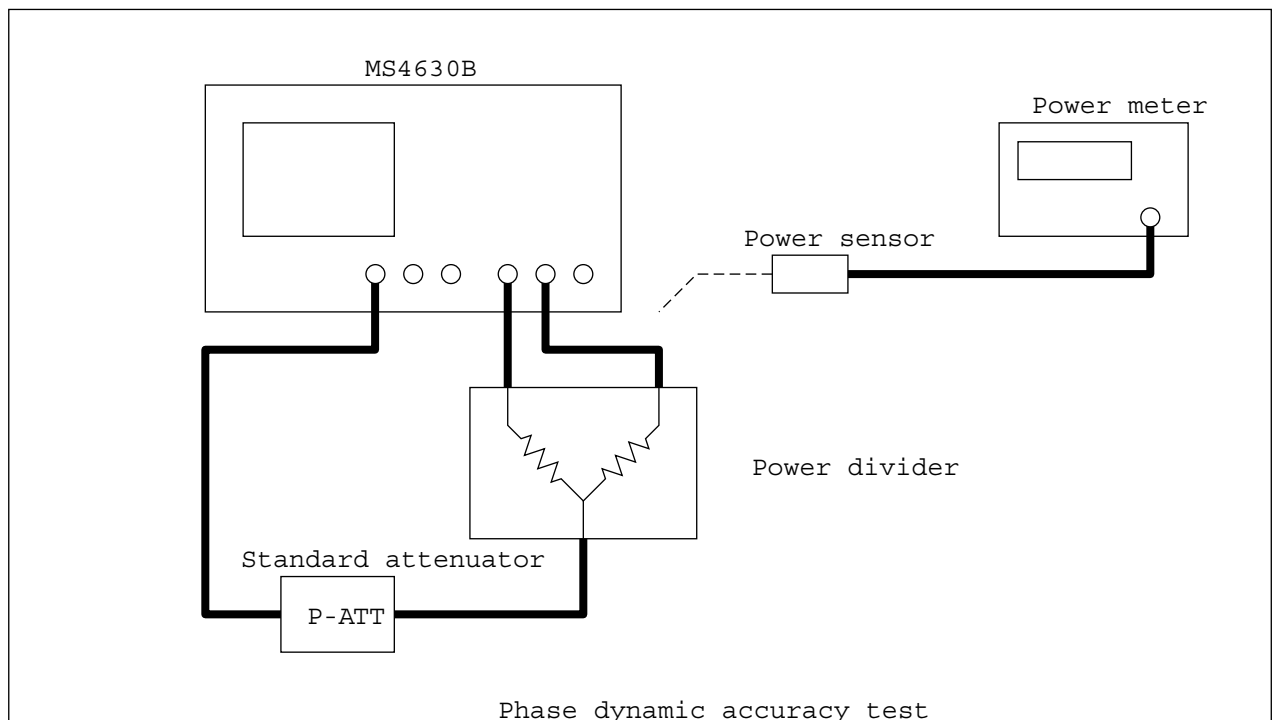 MS4630B
Power meter
Power sensor
Power divider
Standard attenuator
P-ATT
Phase dynamic accuracy test